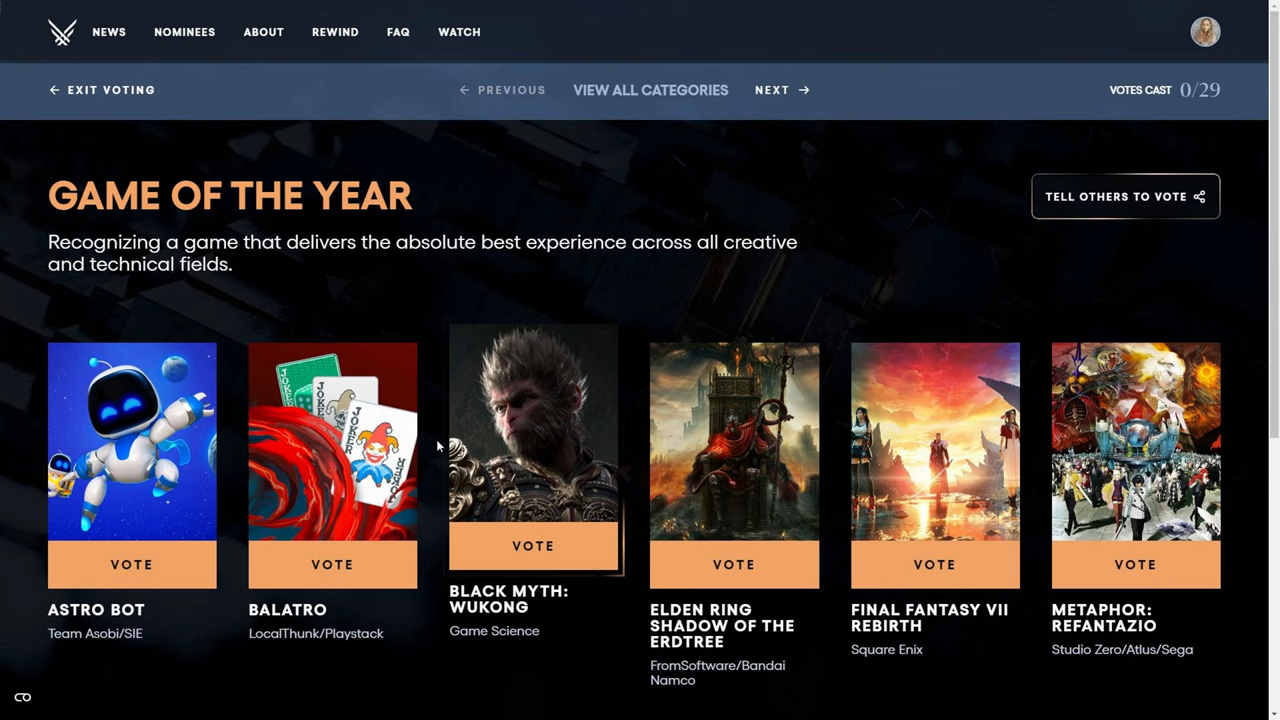 NEWS NOMINEES ABOUT REWIND FAQ WATCH
← EXIT VOTING ← PREVIOUS VIEW ALL CATEGORIES NEXT → VOTES CAST 0/29
GAME OF THE YEAR
TELL OTHERS TO VOTE
Recognizing a game that delivers the absolute best experience across all creative
and technical fields.
JOKER
JOKER
JOKER
JOKER
VOTE
ASTRO BOT
Team Asobi/SIE
VOTE
BALATRO
LocalThunk/Playstack
VOTE
BLACK MYTH:
WUKONG
Game Science
VOTE
ELDEN RING
SHADOW OF THE
ERDTREE
FromSoftware/Bandai
Namco
VOTE
FINAL FANTASY VII
REBIRTH
Square Enix
VOTE
METAPHOR:
REFANTAZIO
Studio Zero/Atlus/Sega